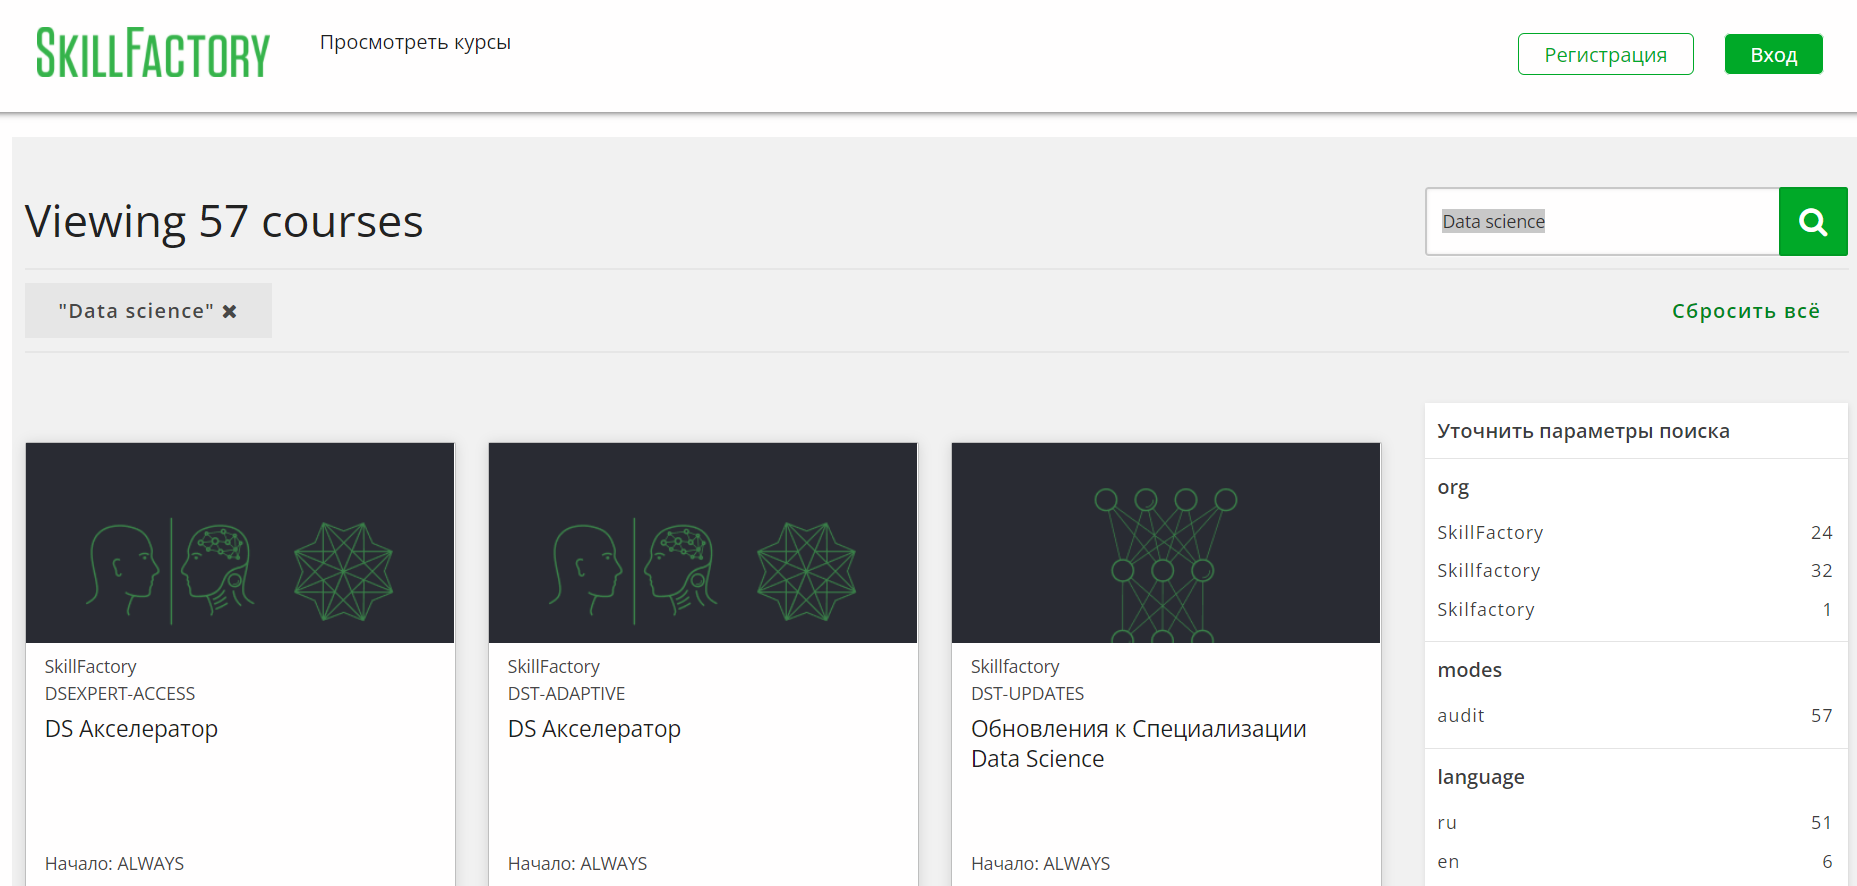 SKILLFACTORY
Просмотреть курсы
Регистрация
Вход
Viewing 57 courses
Data science
"Data science" ✖
Сбросить всё
SkillFactory
DSEXPERT-ACCESS
DS Акселератор
Начало: ALWAYS
SkillFactory
DST-ADAPTIVE
DS Акселератор
Начало: ALWAYS
Skillfactory
DST-UPDATES
Обновления к Специализации
Data Science
Начало: ALWAYS
Уточнить параметры поиска
org
SkillFactory 24
Skillfactory 32
Skilfactory 1
modes
audit 57
language
ru 51
en 6